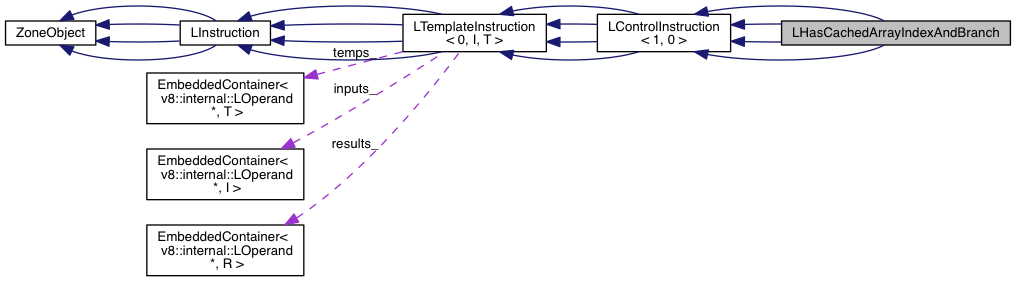 ZoneObject
LInstruction
LTemplateInstruction
< 0, I, T >
LControlInstruction
< 1, 0 >
LHasCachedArrayIndexAndBranch
temps_
EmbeddedContainer<
v8::internal::LOperand
*, T >
inputs_
EmbeddedContainer<
v8::internal::LOperand
*, I >
results_
EmbeddedContainer<
v8::internal::LOperand
*, R >